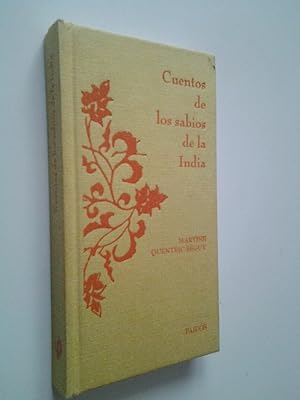 Cuentos
de
los sabios
de la
India
MARTINE
QUENTRIC-SÉGUY
PAIDÓS